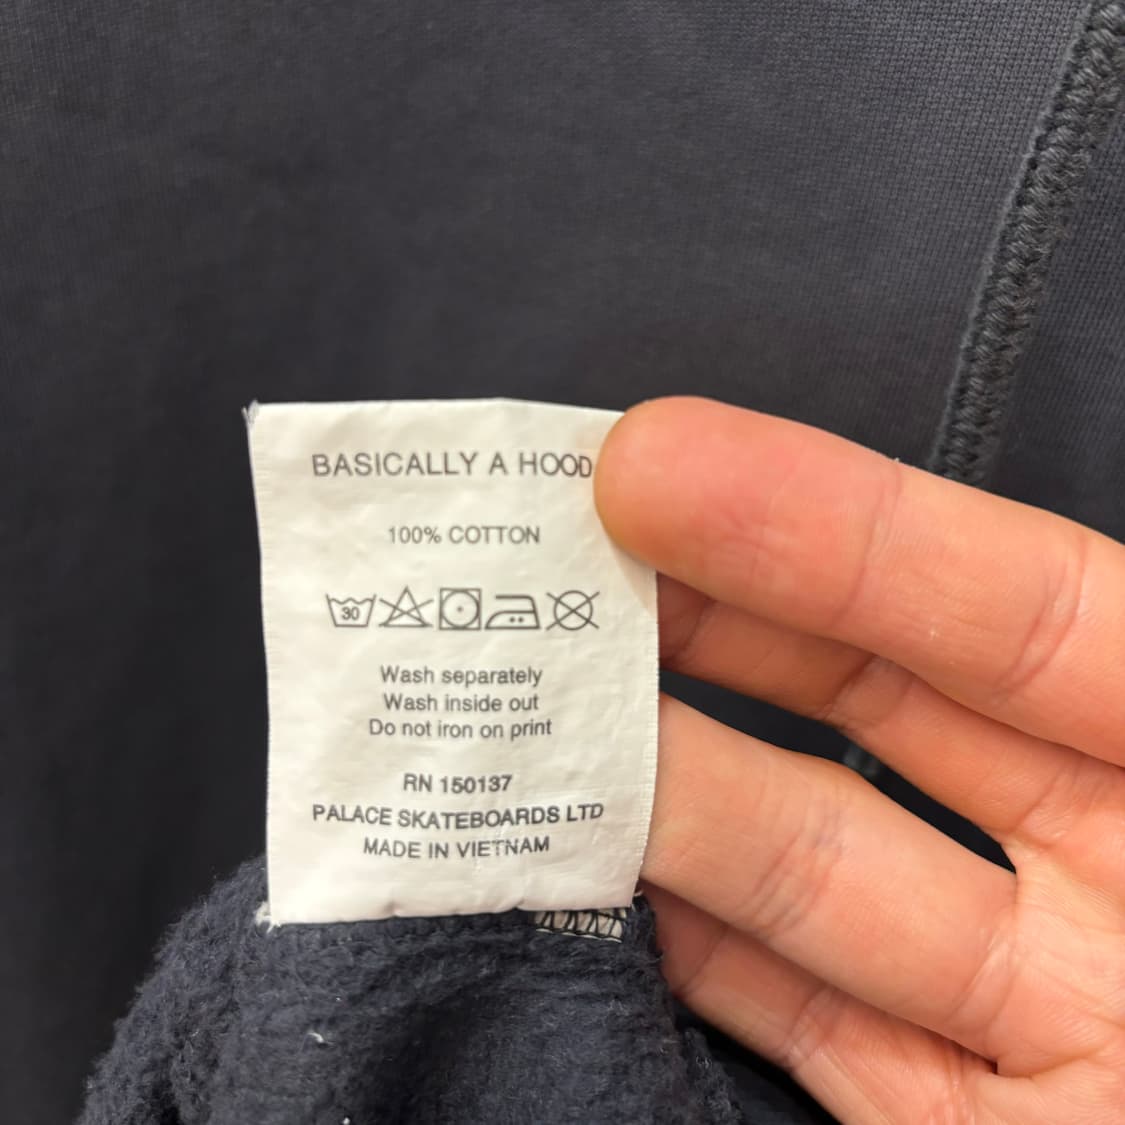 BASICALLY A HOOD
100% COTTON
30
Wash separately
Wash inside out
Do not iron on print
RN 150137
PALACE SKATEBOARDS LTD
MADE IN VIETNAM